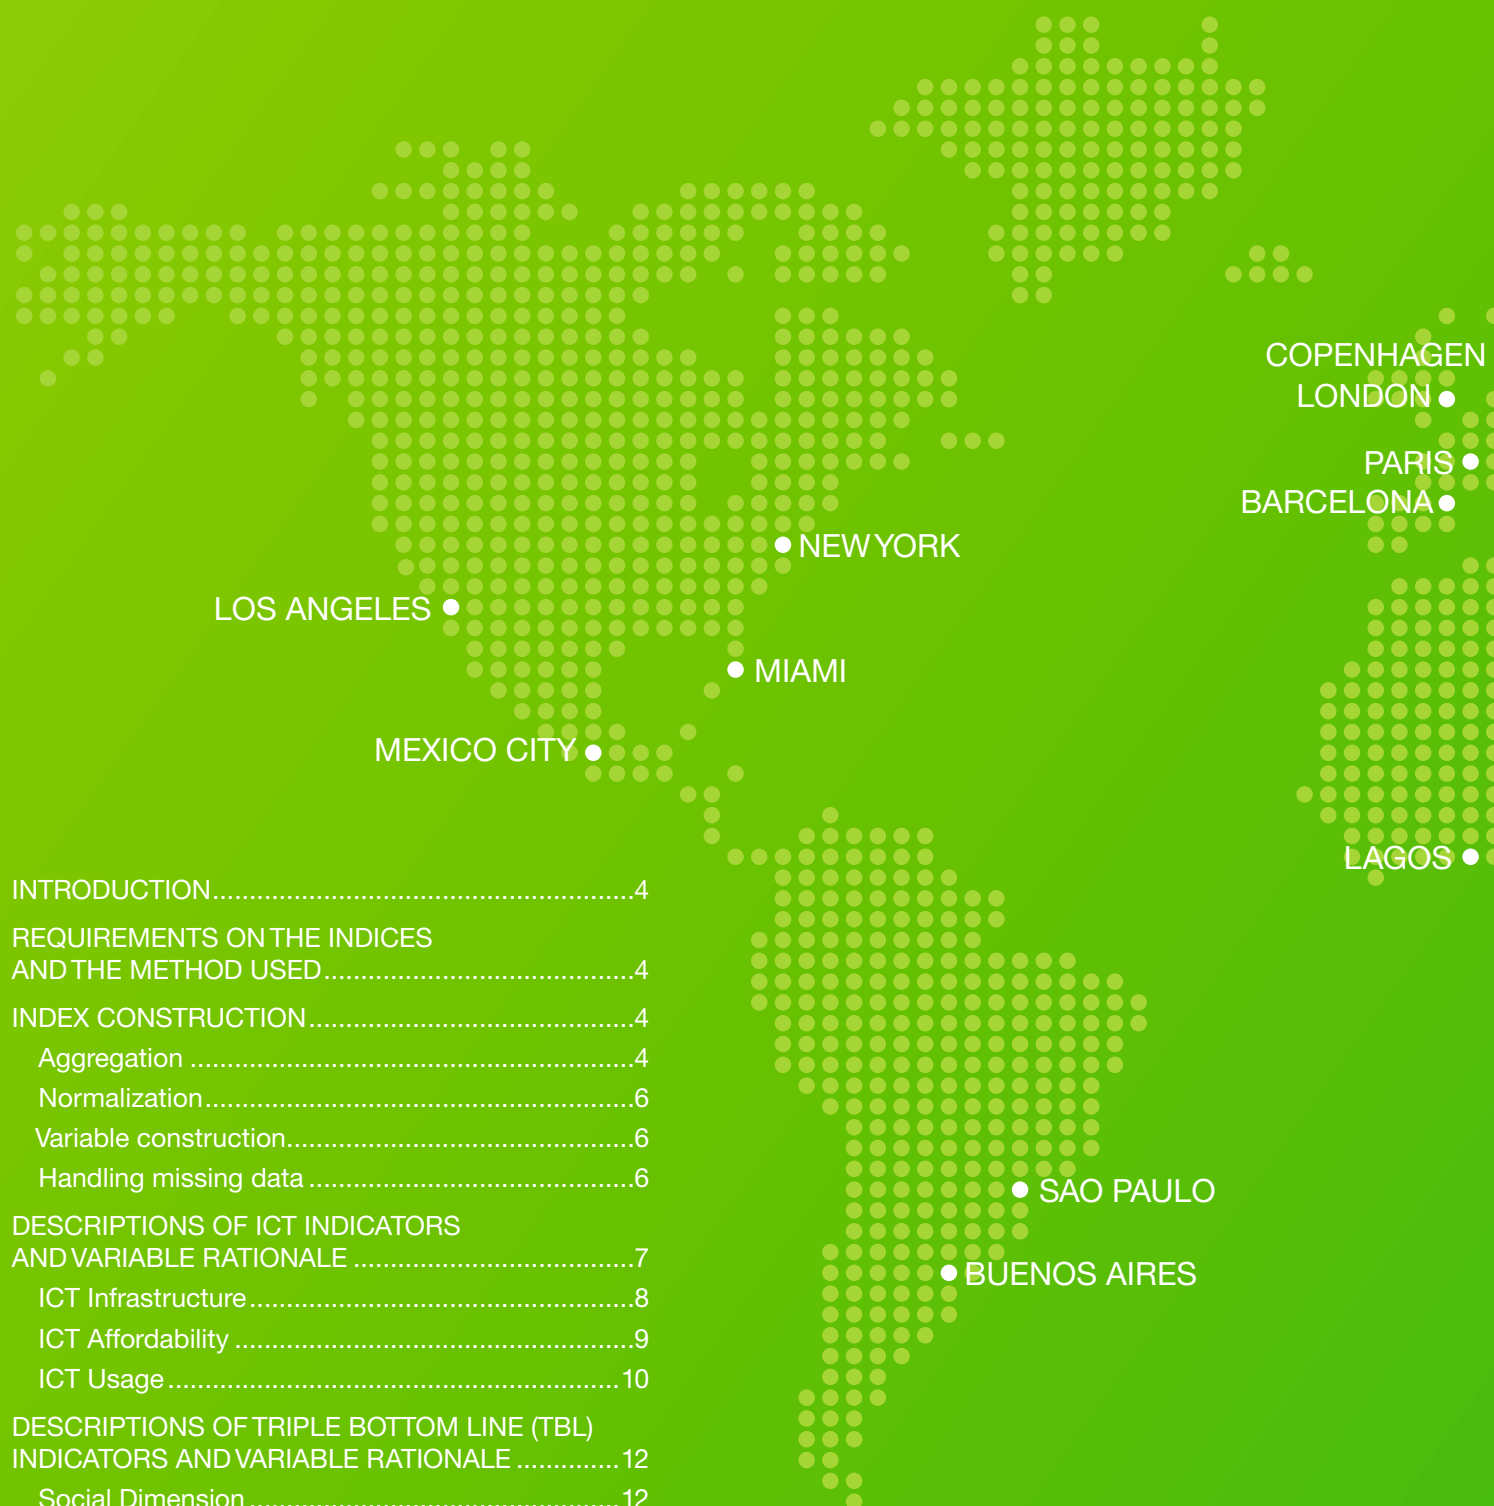 COPENHAGEN
LONDON
PARIS
BARCELONA
NEW YORK
LOS ANGELES
MIAMI
MEXICO CITY
LAGOS
SAO PAULO
BUENOS AIRES
INTRODUCTION.........................................................4
REQUIREMENTS ON THE INDICES
AND THE METHOD USED..........................................4
INDEX CONSTRUCTION............................................4
Aggregation ............................................................4
Normalization..........................................................6
Variable construction...............................................6
Handling missing data ............................................6
DESCRIPTIONS OF ICT INDICATORS
AND VARIABLE RATIONALE ......................................7
ICT Infrastructure....................................................8
ICT Affordability ......................................................9
ICT Usage.............................................................10
DESCRIPTIONS OF TRIPLE BOTTOM LINE (TBL)
INDICATORS AND VARIABLE RATIONALE ..............12
Social Dimension..................................................12